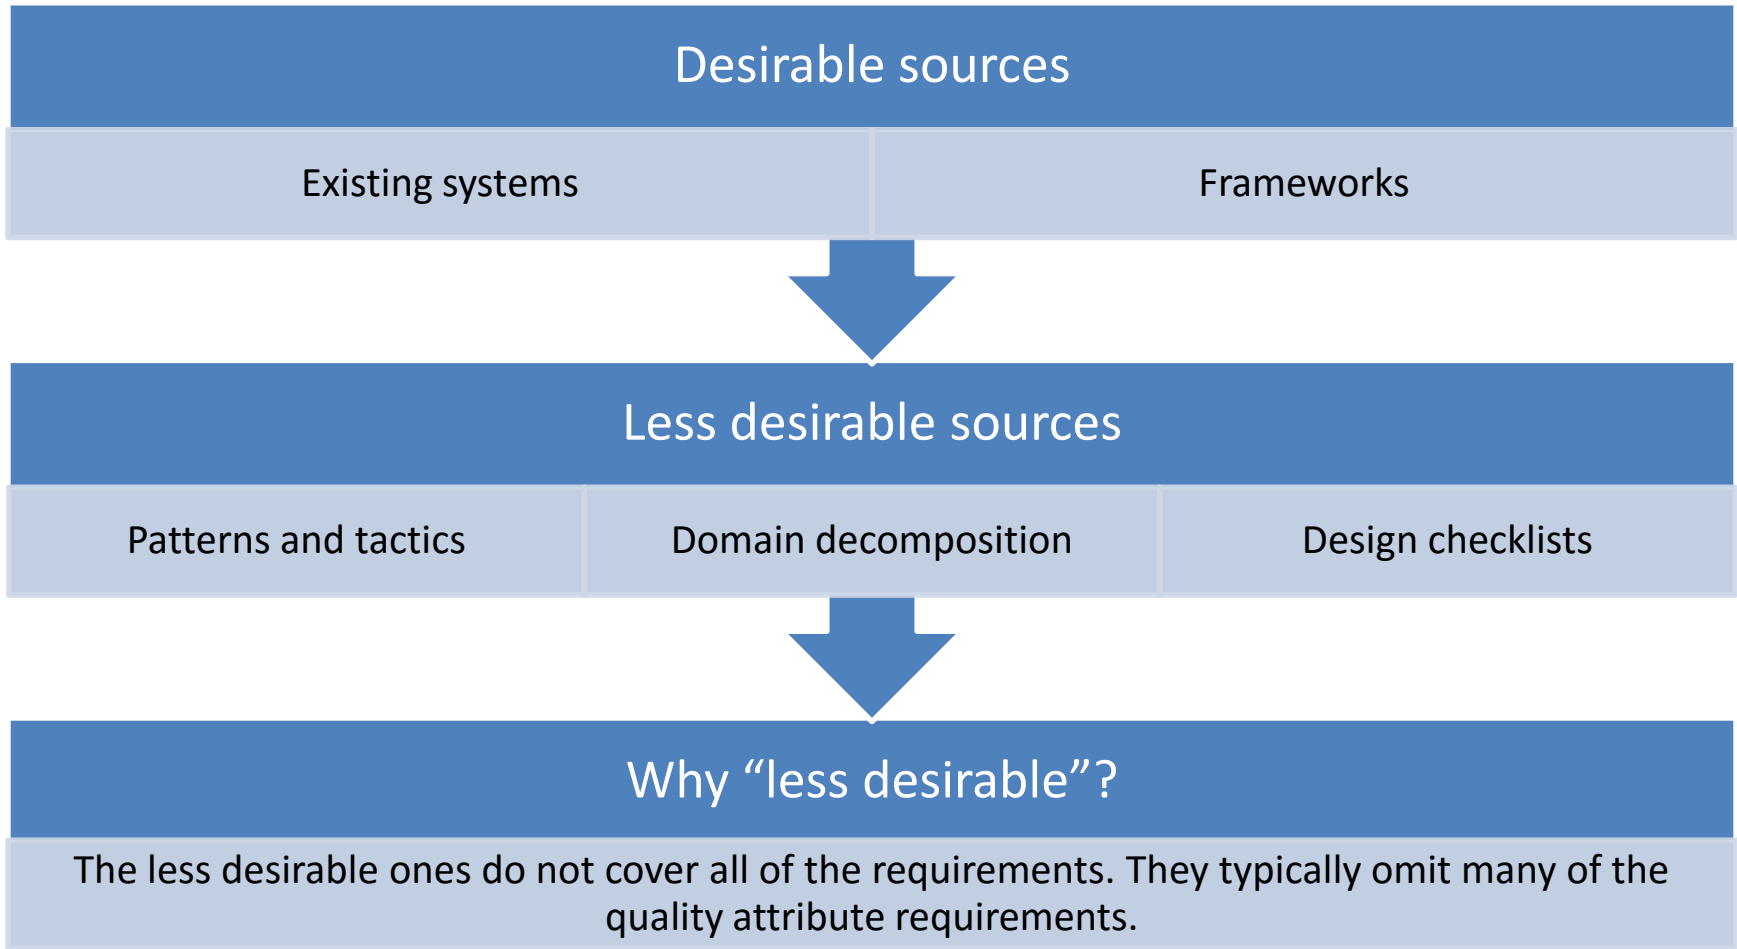 Desirable sources
Existing systems
Frameworks
Less desirable sources
Patterns and tactics
Domain decomposition
Design checklists
Why “less desirable”?
The less desirable ones do not cover all of the requirements. They typically omit many of the
quality attribute requirements.